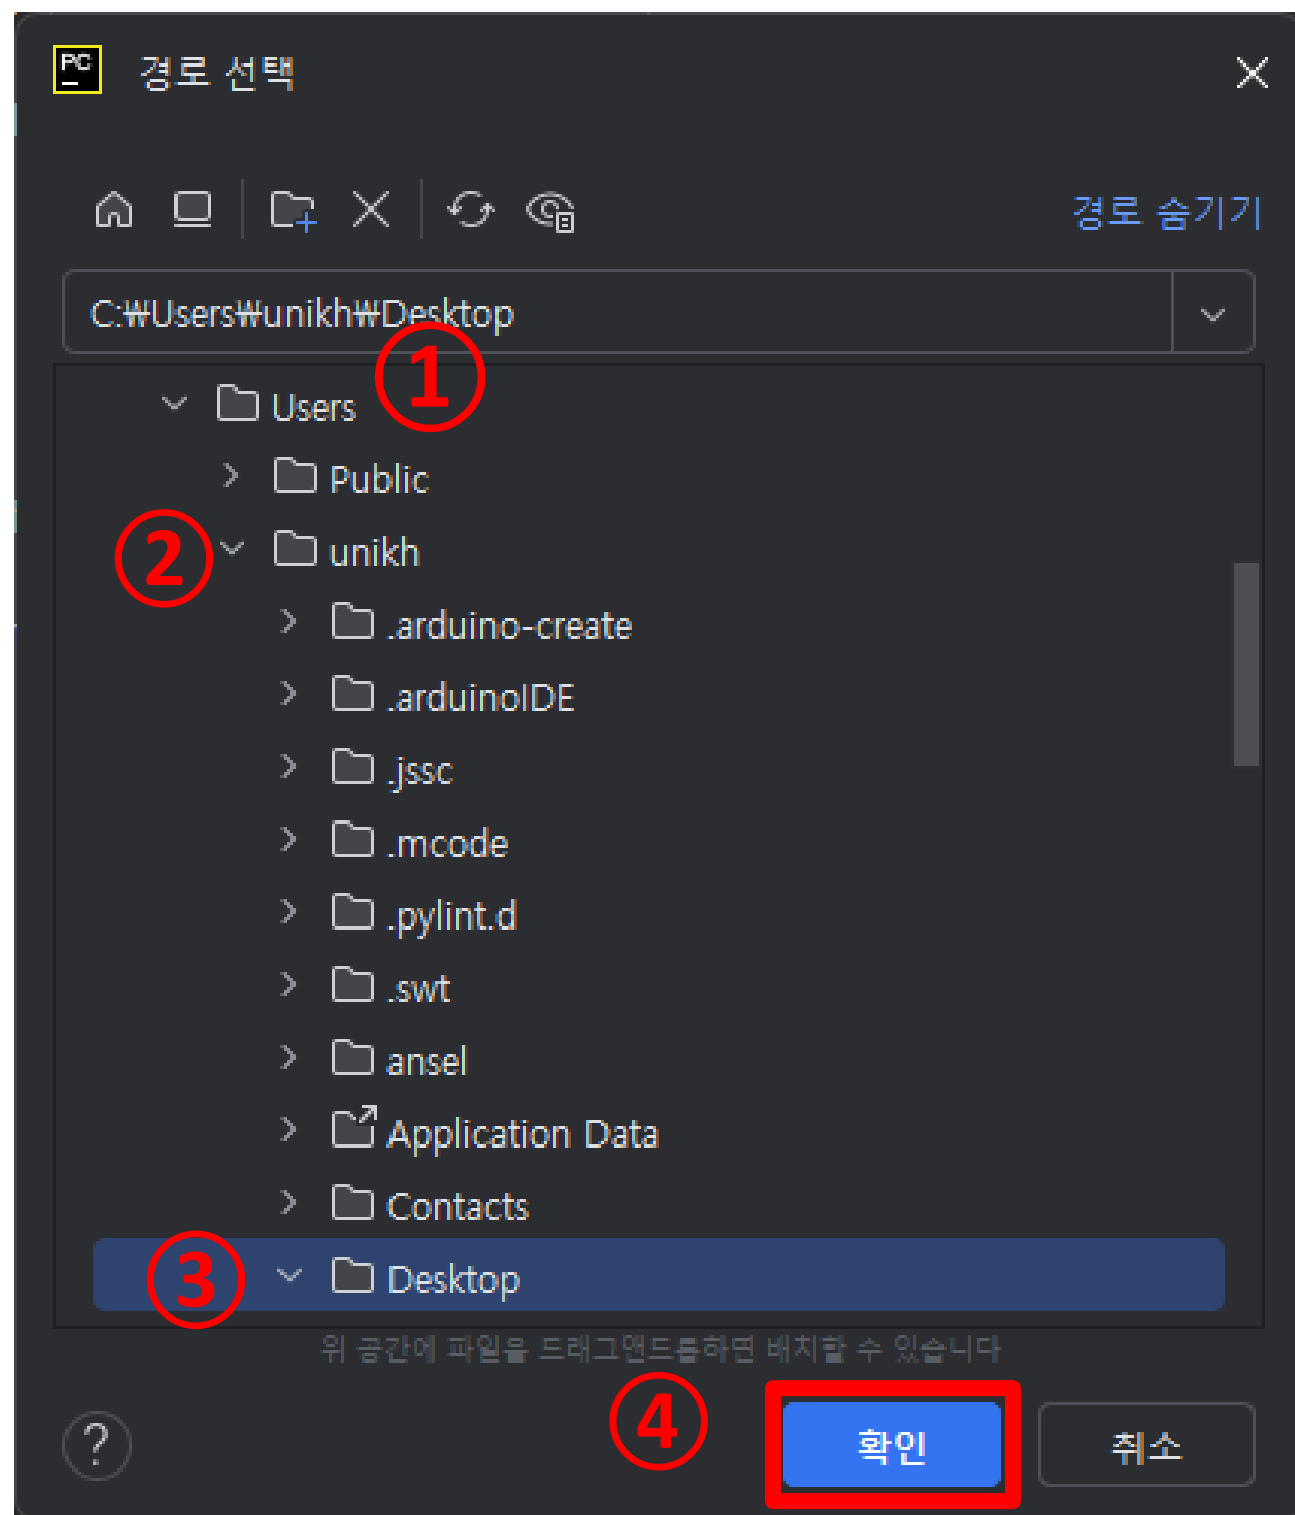 PC 경로 선택
경로 숨기기
C:₩Users₩unikh₩Desktop
①
Users
Public
② unikh
.arduino-create
.arduinoIDE
.jssc
.mcode
.pylint.d
.swt
ansel
Application Data
Contacts
③ Desktop
위 공간에 파일을 드래그앤드롭하면 배치할 수 있습니다
? ④ 확인 취소